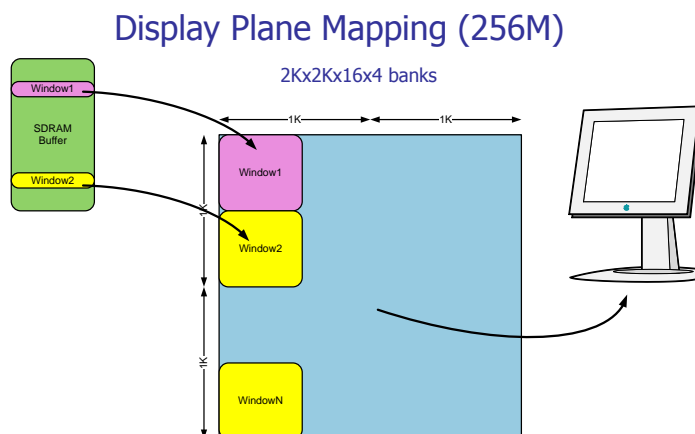 Display Plane Mapping (256M)
2Kx2Kx16x4 banks
Window1
SDRAM
Buffer
Window2
1K
1K
1K
Window1
Window2
1K
WindowN